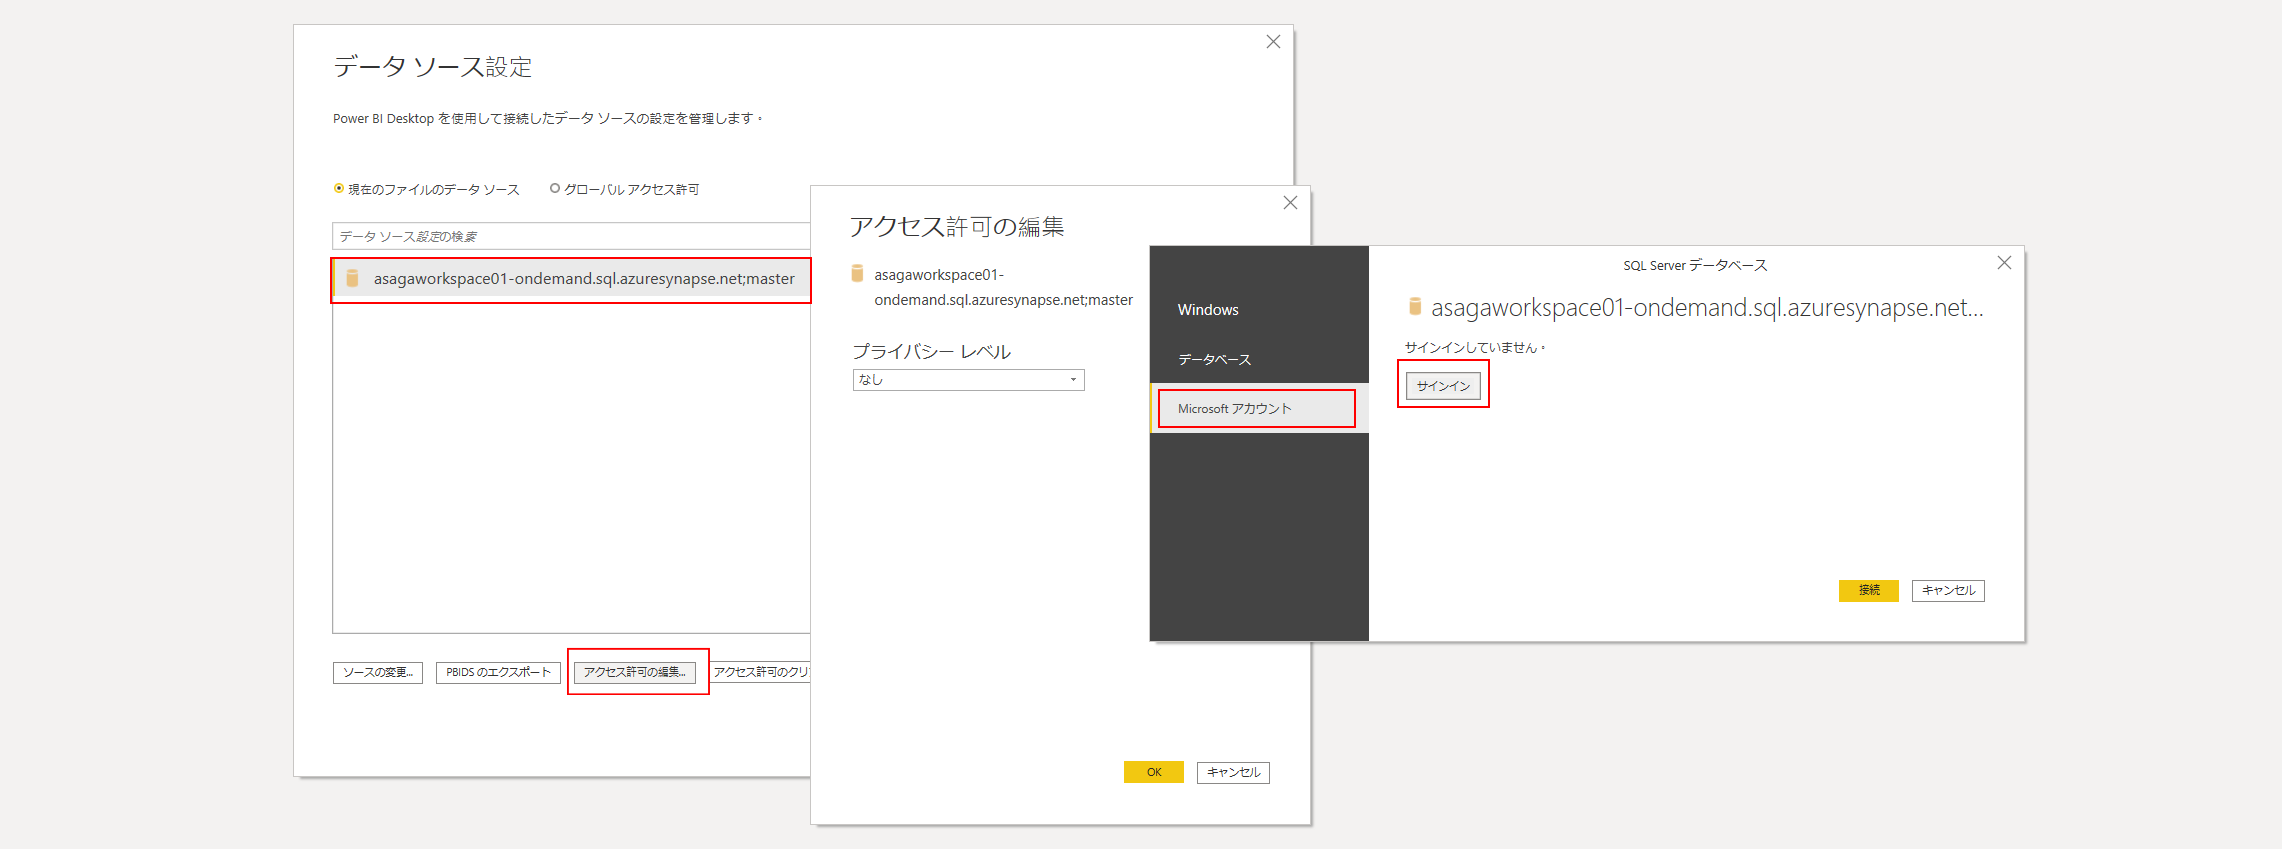 データ ソース設定
Power BI Desktop を使用して接続したデータ ソースの設定を管理します。
現在のファイルのデータ ソース
グローバル アクセス許可
データ ソース設定の検索
asagaworkspace01-ondemand.sql.azuresynapse.net;master
ソースの変更...
PBIDS のエクスポート
アクセス許可の編集...
アクセス許可のクリ
アクセス許可の編集
asagaworkspace01-
ondemand.sql.azuresynapse.net;master
プライバシー レベル
なし
OK
キャンセル
Windows
データベース
Microsoft アカウント
SQL Server データベース
asagaworkspace01-ondemand.sql.azuresynapse.net...
サインインしていません。
サインイン
接続
キャンセル